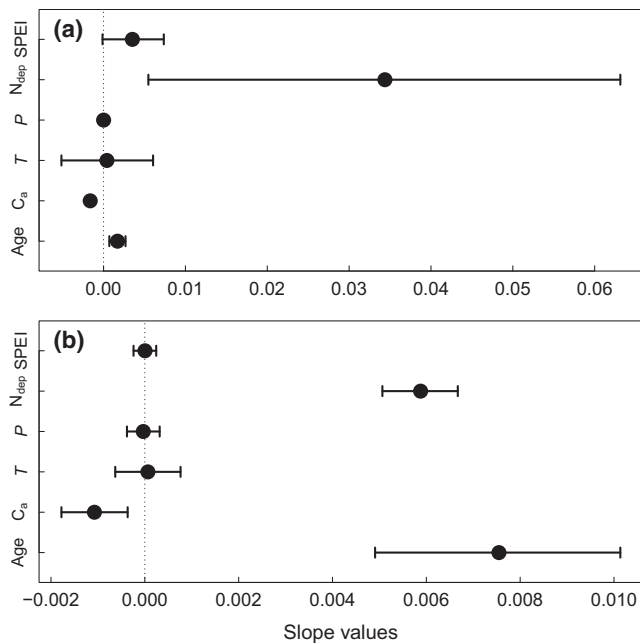 (a)
SPEI
Ndep
P
T
Ca
Age
0.00 0.01 0.02 0.03 0.04 0.05 0.06
(b)
SPEI
Ndep
P
T
Ca
Age
−0.002 0.000 0.002 0.004 0.006 0.008 0.010
Slope values